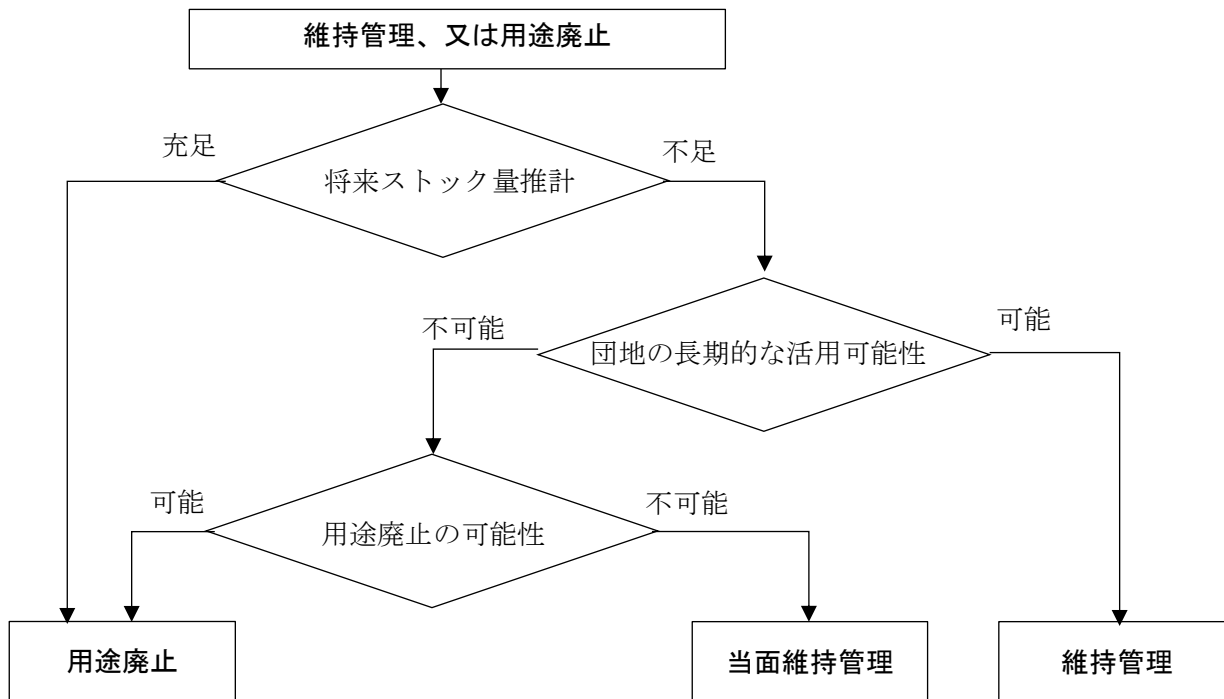 維持管理、又は用途廃止
充足
不足
将来ストック量推計
不可能
可能
団地の長期的な活用可能性
可能
不可能
用途廃止の可能性
用途廃止
当面維持管理
維持管理